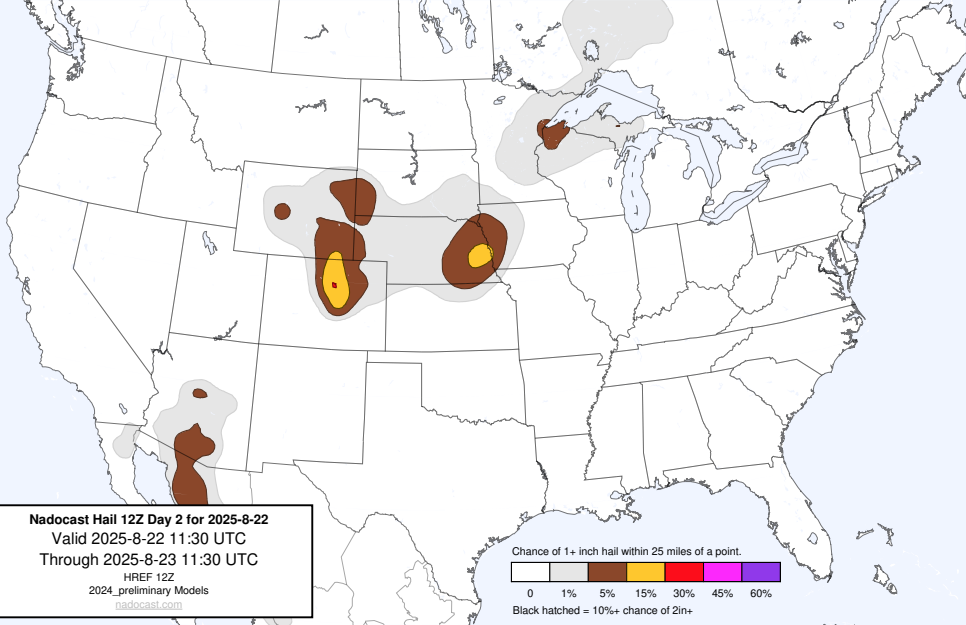 Nadocast Hail 12Z Day 2 for 2025-8-22
Valid 2025-8-22 11:30 UTC
Through 2025-8-23 11:30 UTC
HREF 12Z
2024_preliminary Models
nadocast.com
Chance of 1+ inch hail within 25 miles of a point.
0 1% 5% 15% 30% 45% 60%
Black hatched = 10%+ chance of 2in+